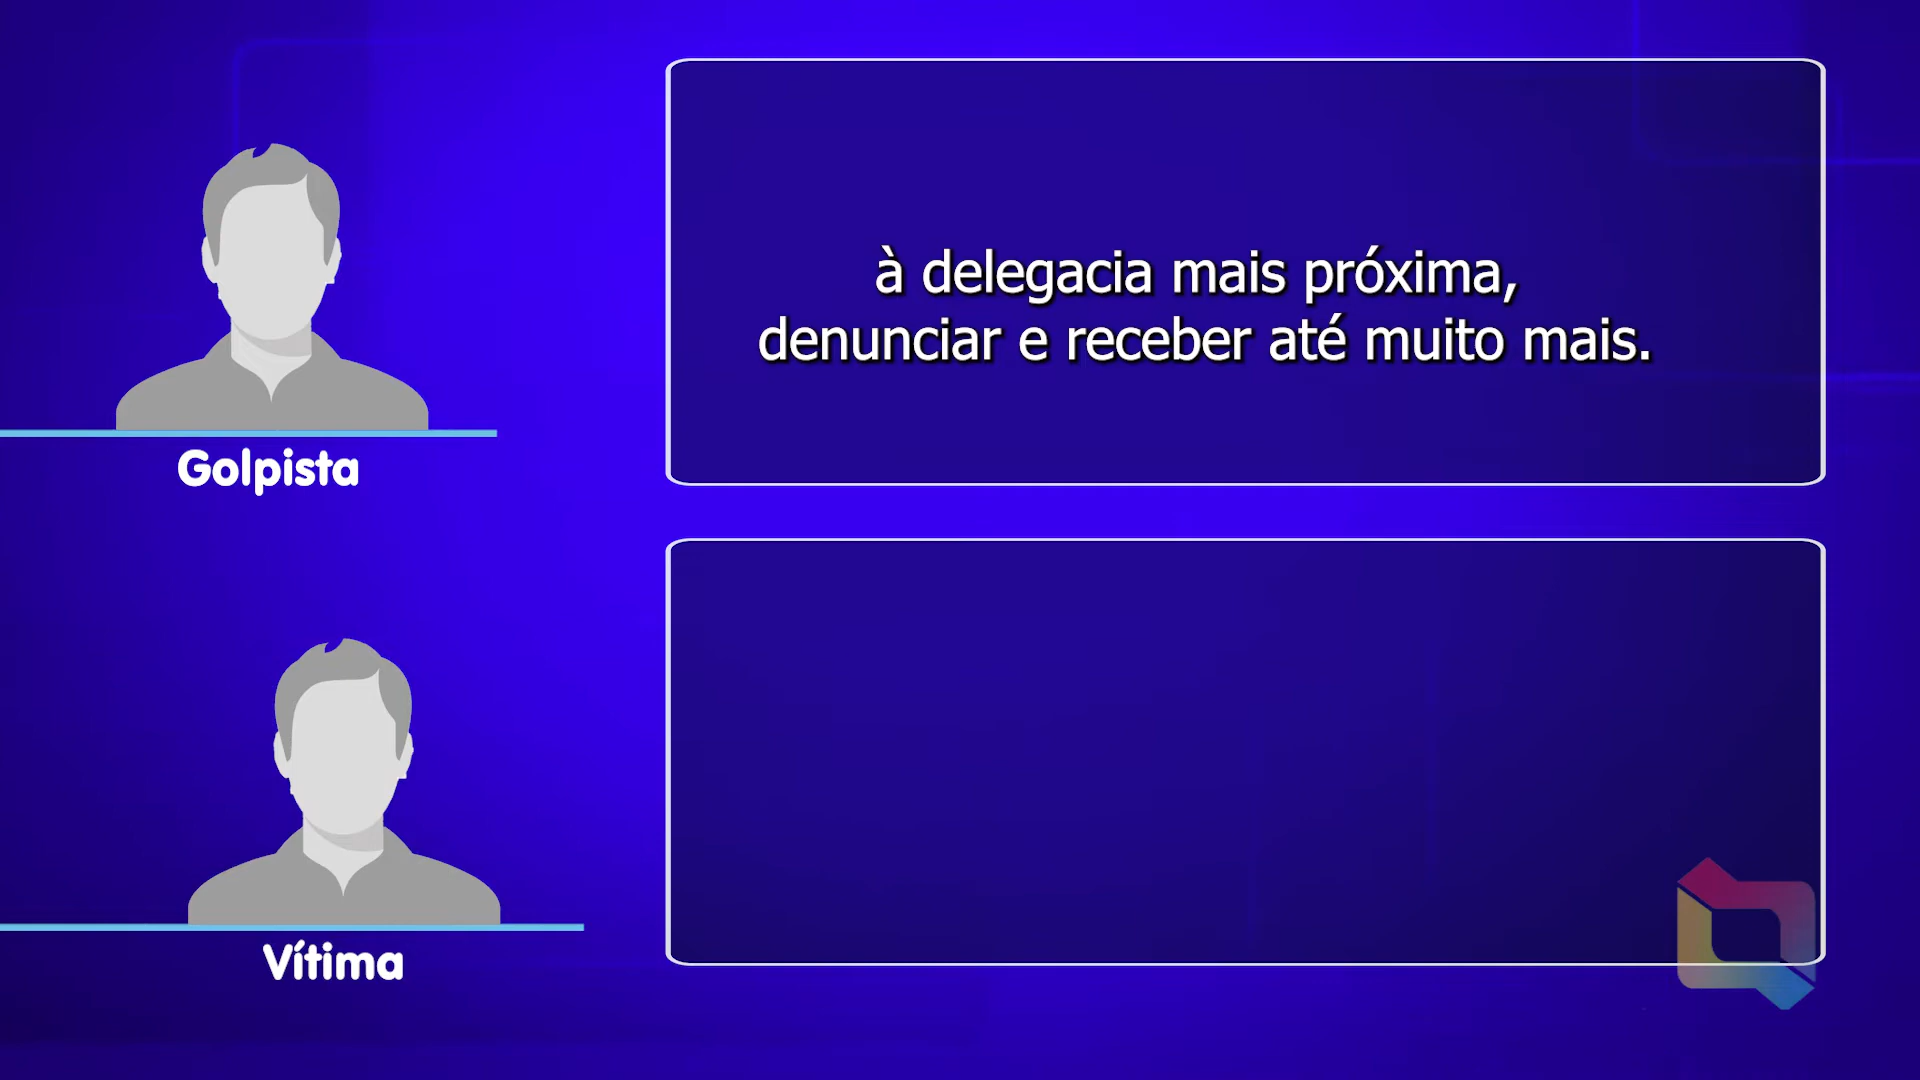 à delegacia mais próxima,
denunciar e receber até muito mais.
Golpista
Vítima